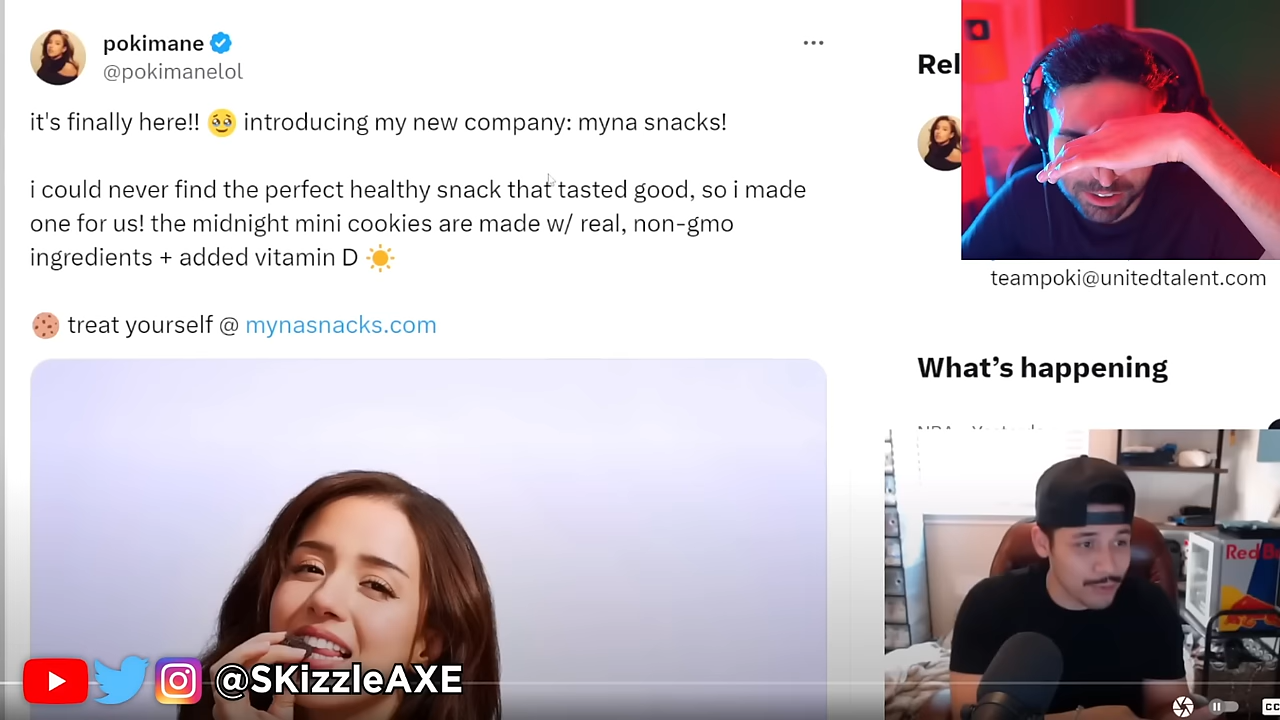 pokimane
@pokimanelol
it's finally here!! 🥹 introducing my new company: myna snacks!
i could never find the perfect healthy snack that tasted good, so i made
one for us! the midnight mini cookies are made w/ real, non-gmo
ingredients + added vitamin D ☀️
🍪 treat yourself @ mynasnacks.com
Rel
teampoki@unitedtalent.com
What's happening
Red B
@SKizzleAXE
CC